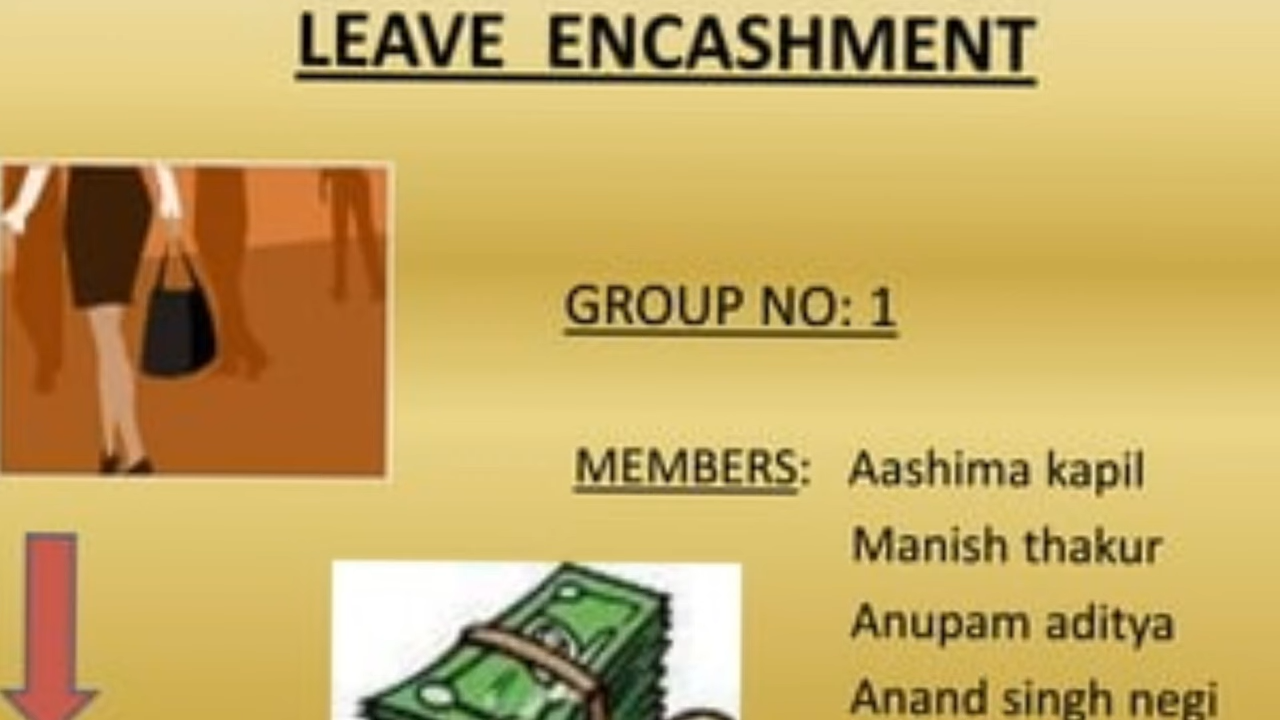 LEAVE ENCASHMENT
GROUP NO: 1
MEMBERS: Aashima kapil
Manish thakur
Anupam aditya
Anand singh negi